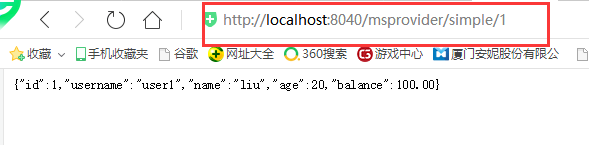 http://localhost:8040/msprovider/simple/1
收藏 手机收藏夹 谷歌 网址大全 360搜索 游戏中心 厦门安妮股份有限公
{"id":1,"username":"user1","name":"liu","age":20,"balance":100.00}